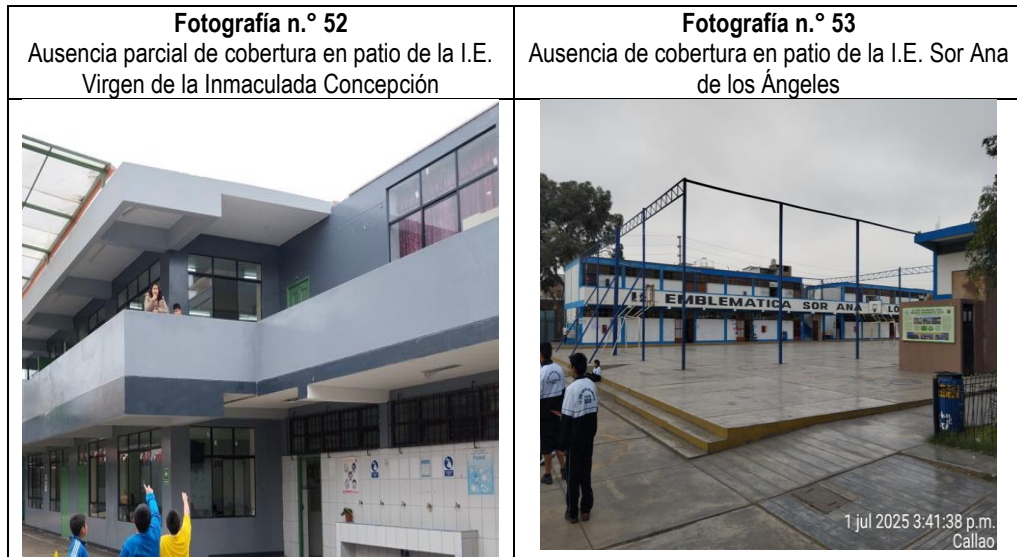 Fotografía n.° 52
Ausencia parcial de cobertura en patio de la I.E.
Virgen de la Inmaculada Concepción
Fotografía n.° 53
Ausencia de cobertura en patio de la I.E. Sor Ana
de los Ángeles
EMBLEMATICA SOR ANA
LO
1 jul 2025 3:41:38 p.m.
Callao